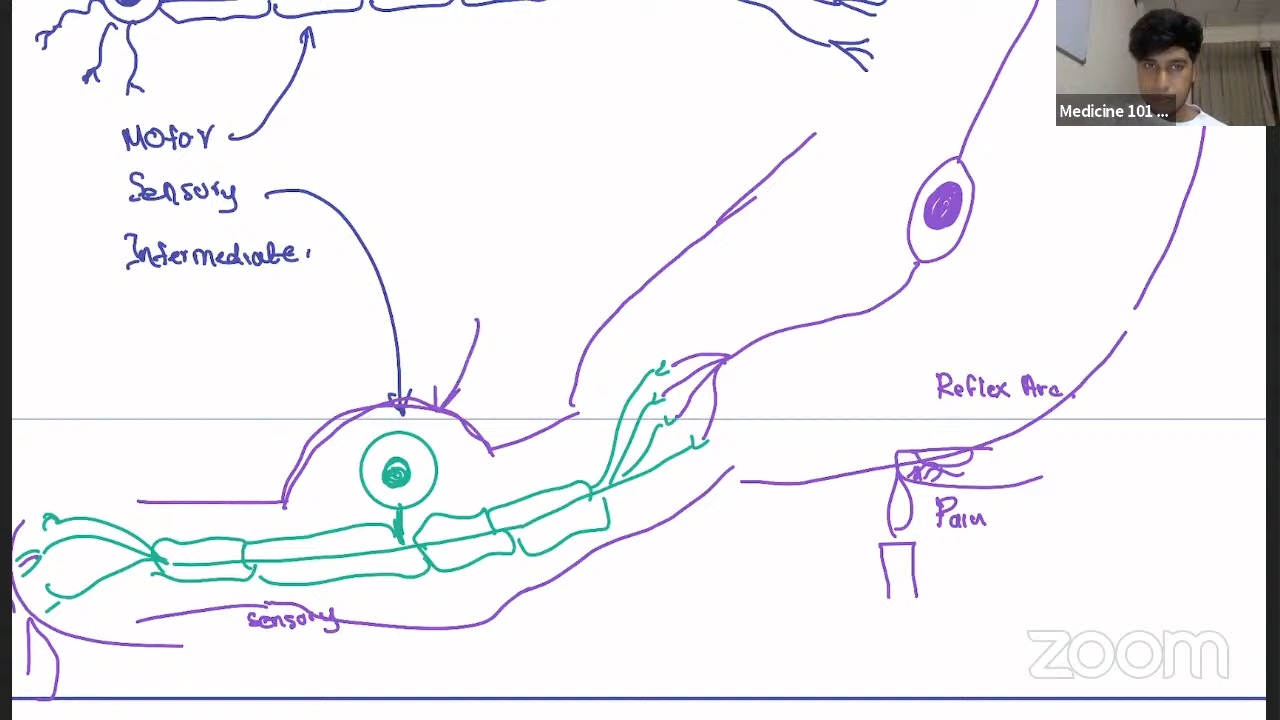 Medicine 101 ...
Motor
Sensory
Intermediate.
Reflex Arc.
Pain
sensory
zoom